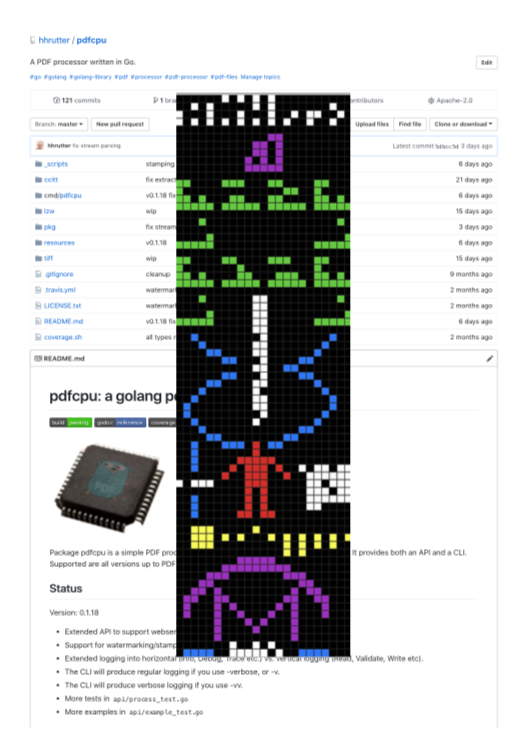 hhrutter / pdfcpu
A PDF processor written in Go.
Edit
#go #golang #golang-library #pdf #processor #pdf-processor #pdf-files Manage topics
121 commits
1 bra
ontributors
Apache-2.0
Branch: master
New pull request
Upload files
Find file
Clone or download
hhrutter fix stream parsing
Latest commit 5d8cc9d 3 days ago
_scripts stamping 6 days ago
ccitt fix extract 21 days ago
cmd/pdfcpu v0.1.18 fix 6 days ago
lzw wip 15 days ago
pkg fix stream 3 days ago
resources v0.1.18 6 days ago
tiff wip 15 days ago
.gitignore cleanup 9 months ago
.travis.yml watermar 2 months ago
LICENSE.txt watermar 2 months ago
README.md v0.1.18 fix 6 days ago
coverage.sh all types r 2 months ago
README.md
pdfcpu: a golang p
build passing godoc reference coverage
PDF
Package pdfcpu is a simple PDF proc
It provides both an API and a CLI.
Supported are all versions up to PDF
Status
Version: 0.1.18
• Extended API to support webser
• Support for watermarking/stamp
• Extended logging into horizontal (Info, Debug, Trace etc.) vs. vertical logging (Read, Validate, Write etc).
• The CLI will produce regular logging if you use -verbose, or -v.
• The CLI will produce verbose logging if you use -vv.
• More tests in api/process_test.go
• More examples in api/example_test.go